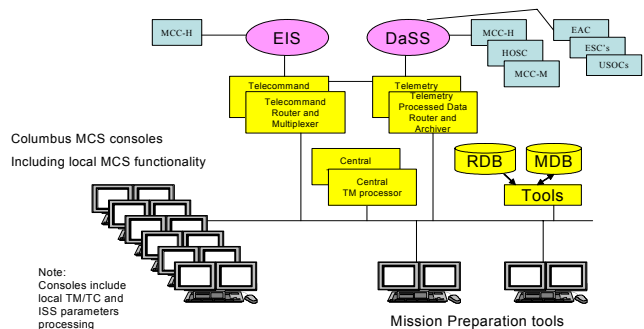 EIS
DaSS
MCC-H
MCC-H
HOSC
MCC-M
EAC
ESC's
USOCs
Telecommand
Telecommand
Router and
Multiplexer
Telemetry
Telemetry
Processed Data
Router and
Archiver
Columbus MCS consoles
Including local MCS functionality
Central
Central
TM processor
RDB
MDB
Tools
Note:
Consoles include
local TM/TC and
ISS parameters
processing
Mission Preparation tools